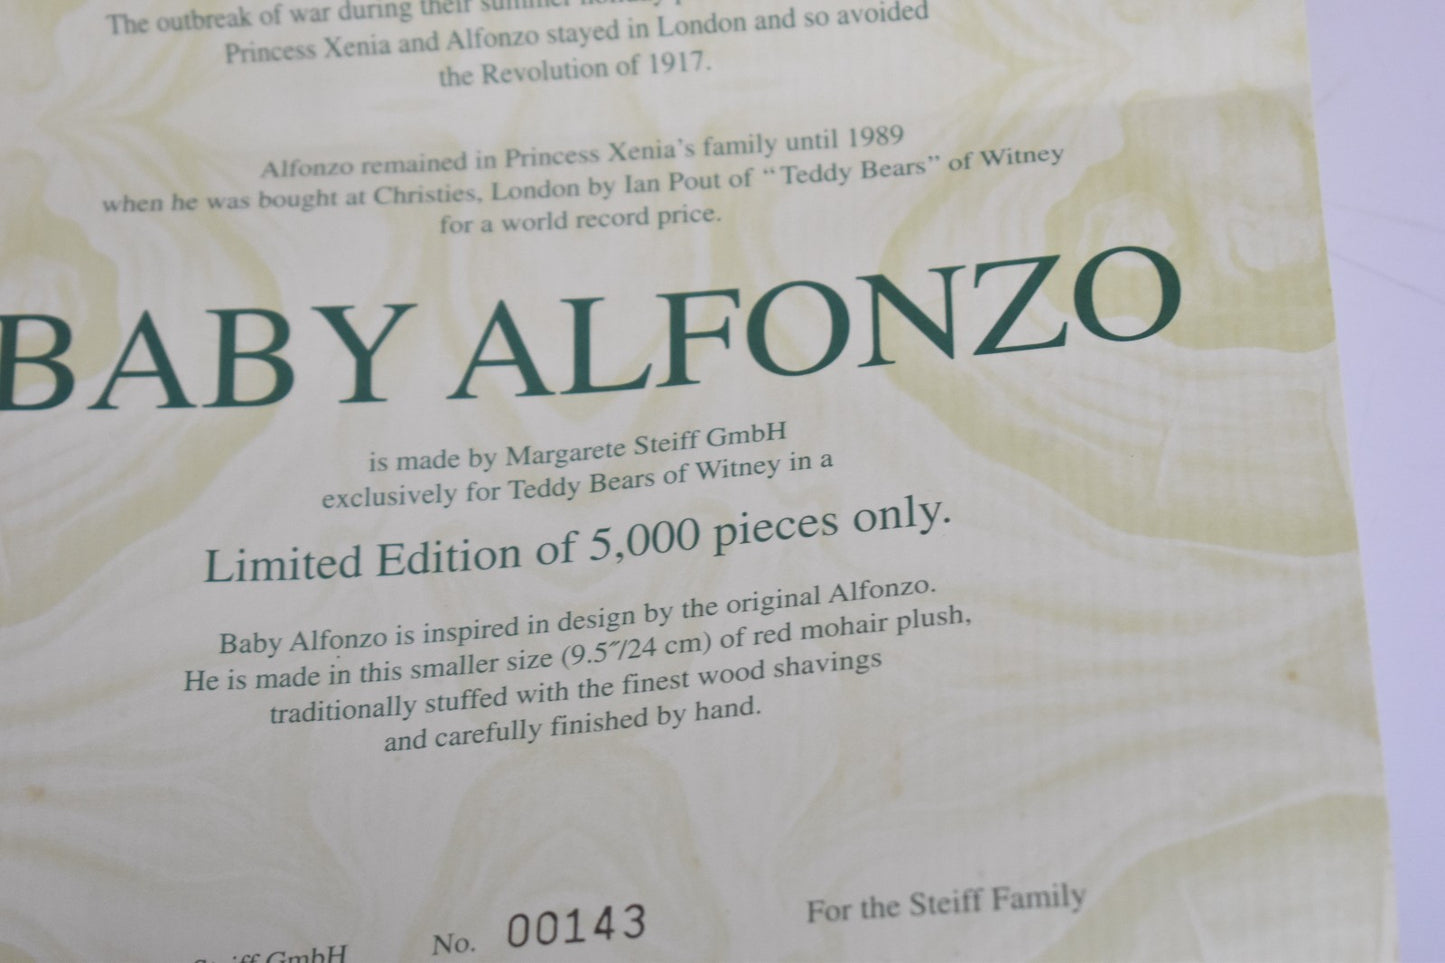 The outbreak of war during their summer
Princess Xenia and Alfonzo stayed in London and so avoided
the Revolution of 1917.
Alfonzo remained in Princess Xenia's family until 1989
when he was bought at Christies, London by Ian Pout of “Teddy Bears” of Witney
for a world record price.
BABY ALFONZO
is made by Margarete Steiff GmbH
exclusively for Teddy Bears of Witney in a
Limited Edition of 5,000 pieces only.
Baby Alfonzo is inspired in design by the original Alfonzo.
He is made in this smaller size (9.5″/24 cm) of red mohair plush,
traditionally stuffed with the finest wood shavings
and carefully finished by hand.
Steiff GmbH No. 00143 For the Steiff Family